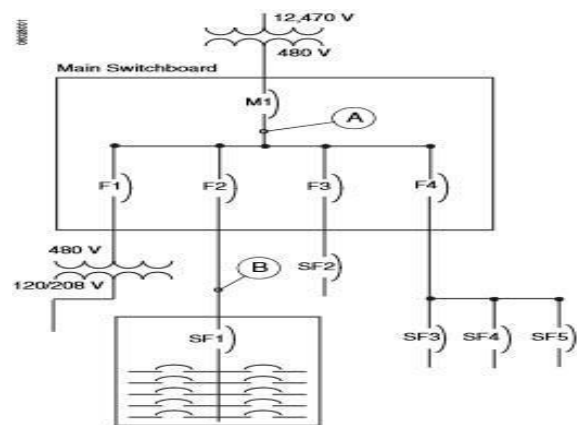 12,470 V
480 V
Main Switchboard
M1
A
F1
F2
F3
F4
480 V
SF2
B
120/208 V
SF1
SF3
SF4
SF5